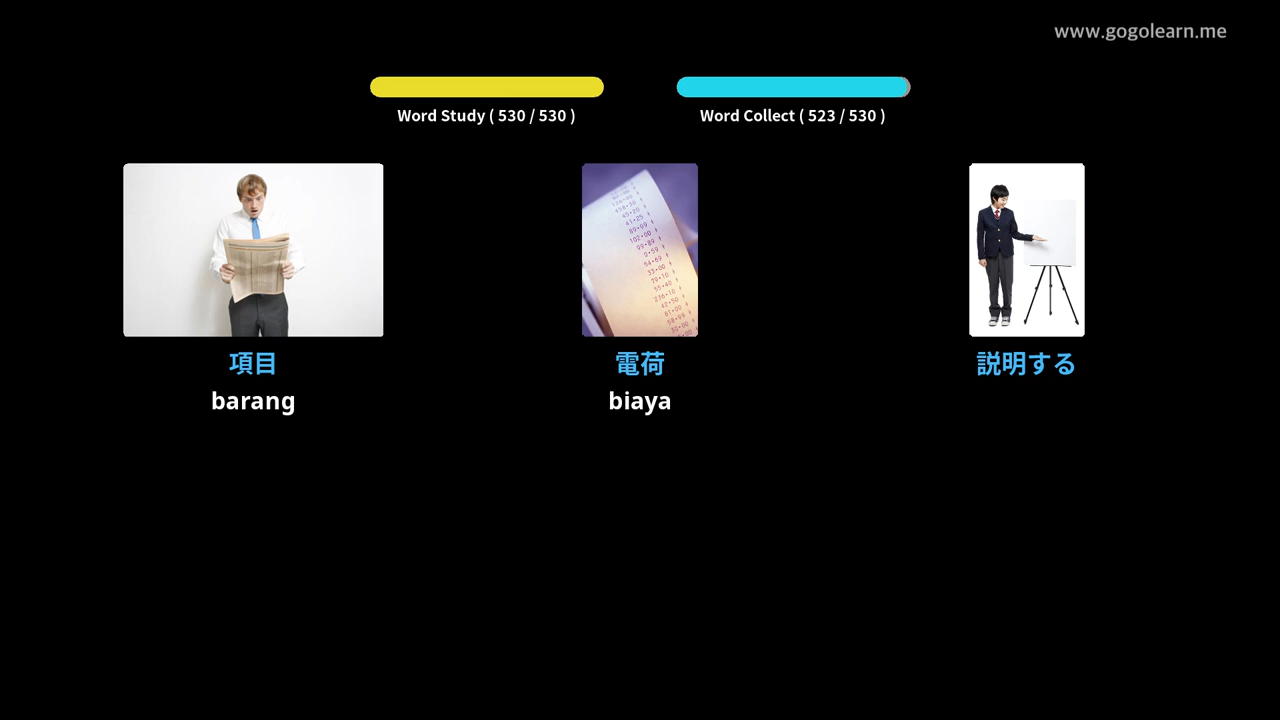 www.gogolearn.me
Word Study ( 530 / 530 )
Word Collect ( 523 / 530 )
項目
電荷
説明する
barang
biaya